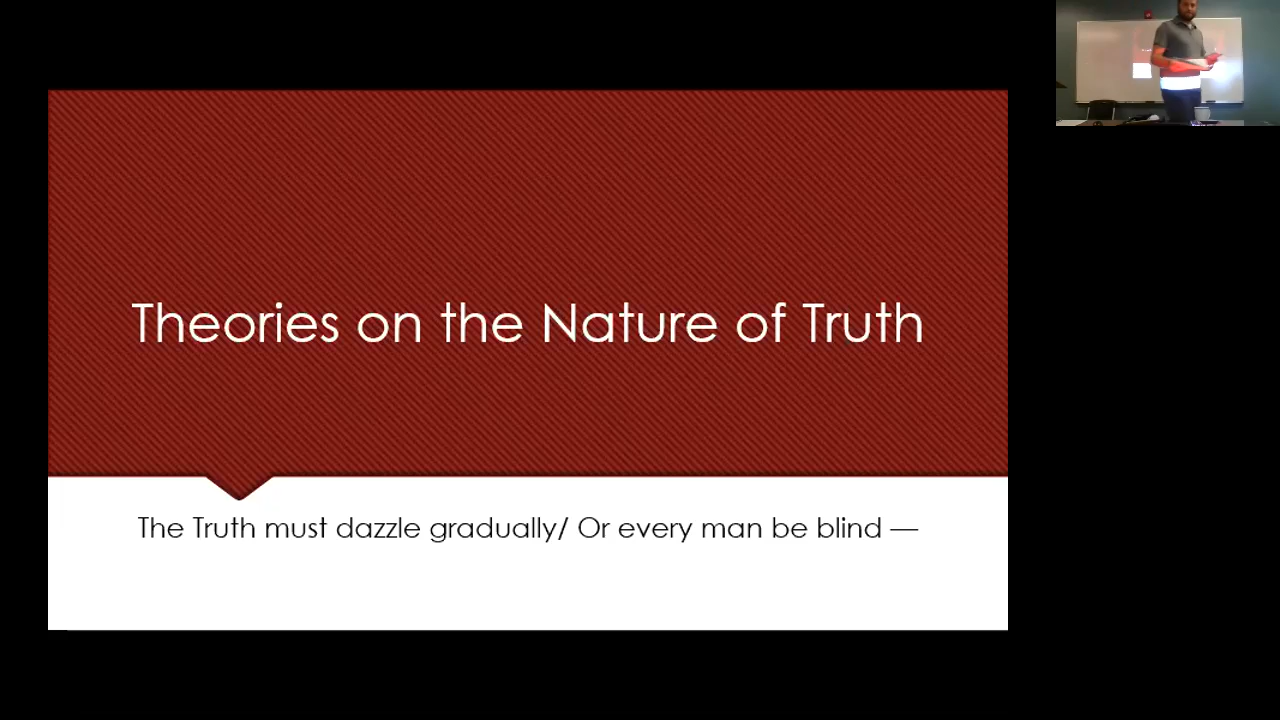 Theories on the Nature of Truth
The Truth must dazzle gradually/ Or every man be blind —